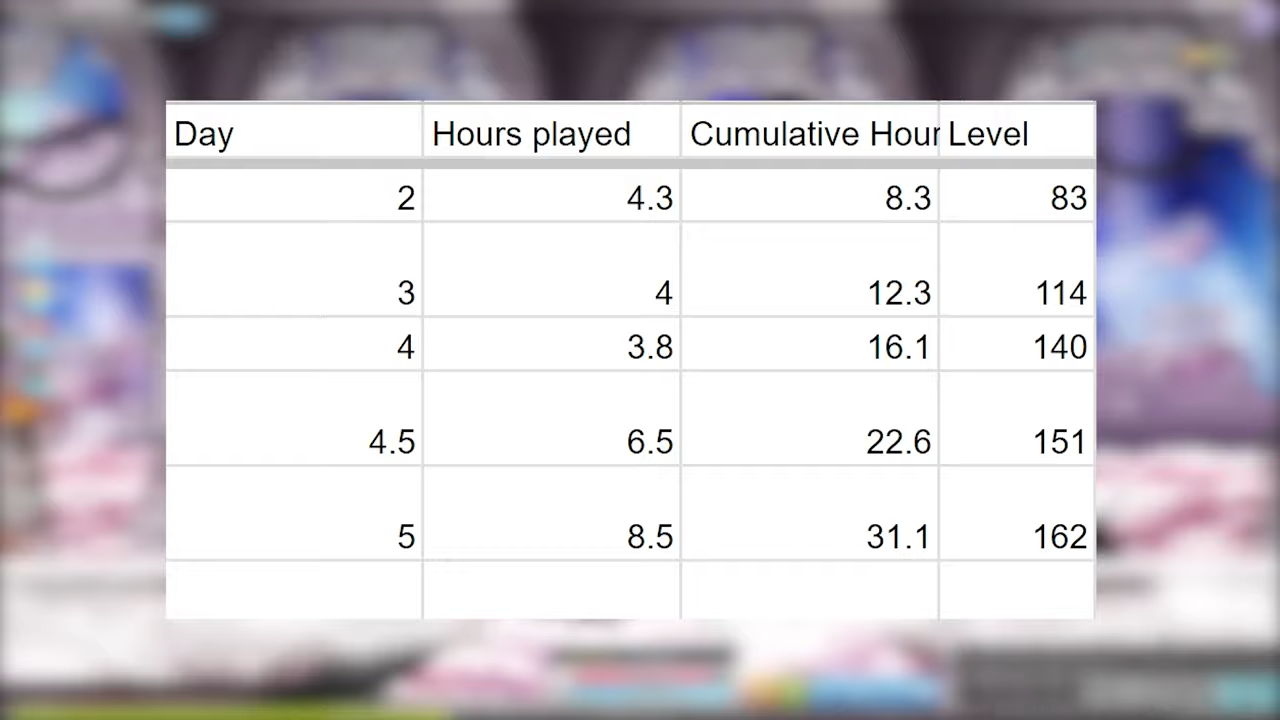 Day Hours played Cumulative Hour Level
2 4.3 8.3 83
3 4 12.3 114
4 3.8 16.1 140
4.5 6.5 22.6 151
5 8.5 31.1 162